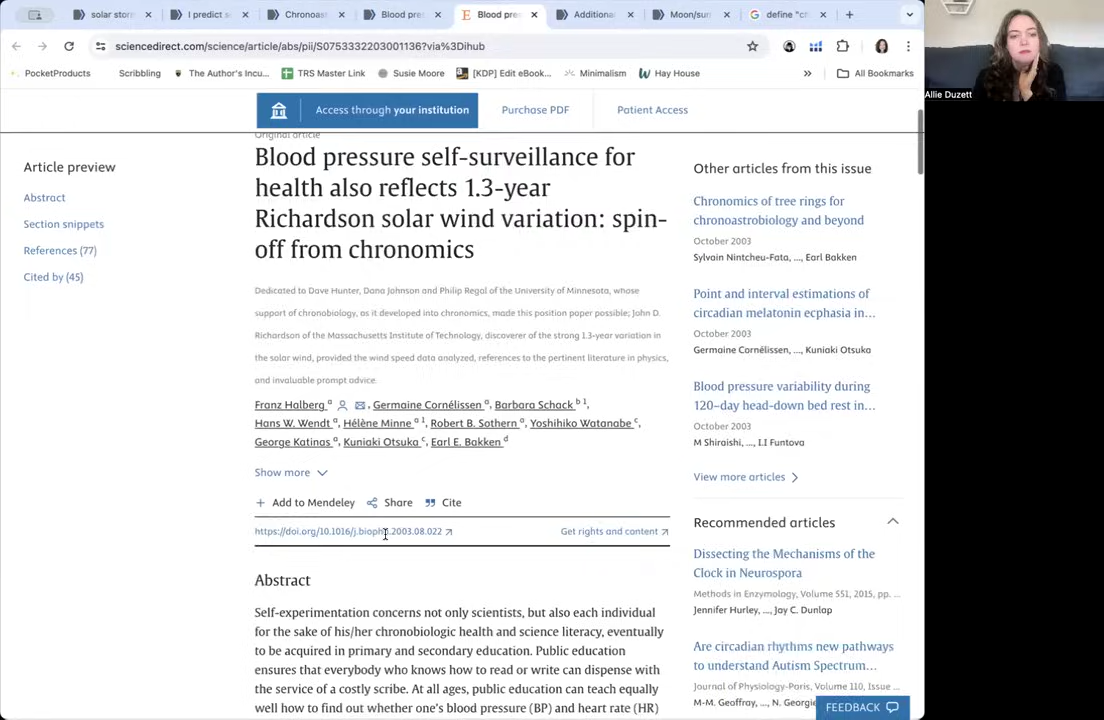 solar storm
I predict s
Chronoast
Blood pres
Blood pres
Additional
Moon/sur
define "ch
sciencedirect.com/science/article/abs/pii/S0753332203001136?via%3Dihub
PocketProducts
Scribbling
The Author's Incu...
TRS Master Link
Susie Moore
[KDP] Edit eBook...
Minimalism
Hay House
All Bookmarks
Allie Duzett
Access through your institution
Purchase PDF
Patient Access
Article preview
Abstract
Section snippets
References (77)
Cited by (45)
Original article
Blood pressure self-surveillance for
health also reflects 1.3-year
Richardson solar wind variation: spin-
off from chronomics
Dedicated to Dave Hunter, Dana Johnson and Philip Regal of the University of Minnesota, whose
support of chronobiology, as it developed into chronomics, made this position paper possible; John D.
Richardson of the Massachusetts Institute of Technology, discoverer of the strong 1.3-year variation in
the solar wind, provided the wind speed data analyzed, references to the pertinent literature in physics,
and invaluable prompt advice.
Franz Halberg a, Germaine Cornélissen a, Barbara Schack b 1,
Hans W. Wendt a, Hélène Minne a 1, Robert B. Sothern a, Yoshihiko Watanabe c,
George Katinas a, Kuniaki Otsuka c, Earl E. Bakken d
Show more
Add to Mendeley
Share
Cite
https://doi.org/10.1016/j.biopha.2003.08.022
Get rights and content
Abstract
Self-experimentation concerns not only scientists, but also each individual
for the sake of his/her chronobiologic health and science literacy, eventually
to be acquired in primary and secondary education. Public education
ensures that everybody who knows how to read or write can dispense with
the service of a costly scribe. At all ages, public education can teach equally
well how to find out whether one's blood pressure (BP) and heart rate (HR)
Other articles from this issue
Chronomics of tree rings for
chronoastrobiology and beyond
October 2003
Sylvain Nintcheu-Fata, ..., Earl Bakken
Point and interval estimations of
circadian melatonin ecphasia in...
October 2003
Germaine Cornélissen, ..., Kuniaki Otsuka
Blood pressure variability during
120–day head-down bed rest in...
October 2003
M Shiraishi, ..., I.I Funtova
View more articles
Recommended articles
Dissecting the Mechanisms of the
Clock in Neurospora
Methods in Enzymology, Volume 551, 2015, pp. ...
Jennifer Hurley, ..., Jay C. Dunlap
Are circadian rhythms new pathways
to understand Autism Spectrum...
Journal of Physiology-Paris, Volume 110, Issue ...
M-M. Geoffray, ..., N. Georgie
FEEDBACK